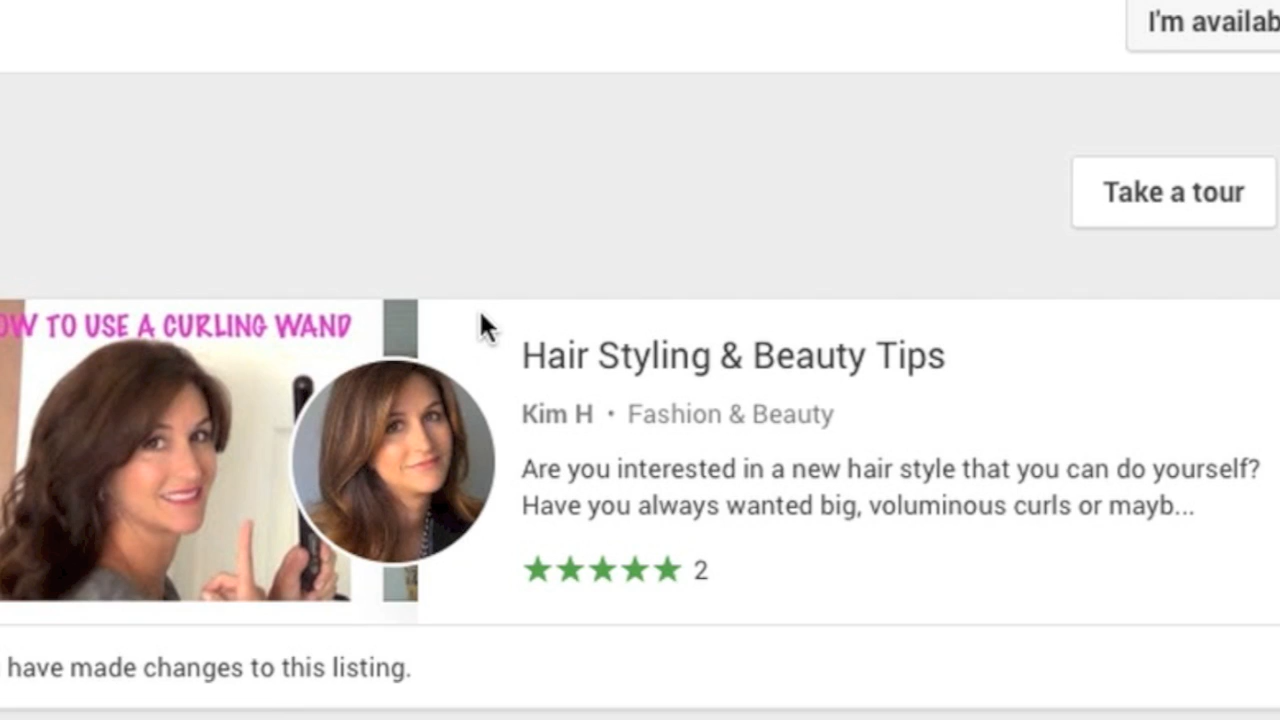 I'm availab
Take a tour
OW TO USE A CURLING WAND
Hair Styling & Beauty Tips
Kim H • Fashion & Beauty
Are you interested in a new hair style that you can do yourself?
Have you always wanted big, voluminous curls or mayb...
2
have made changes to this listing.